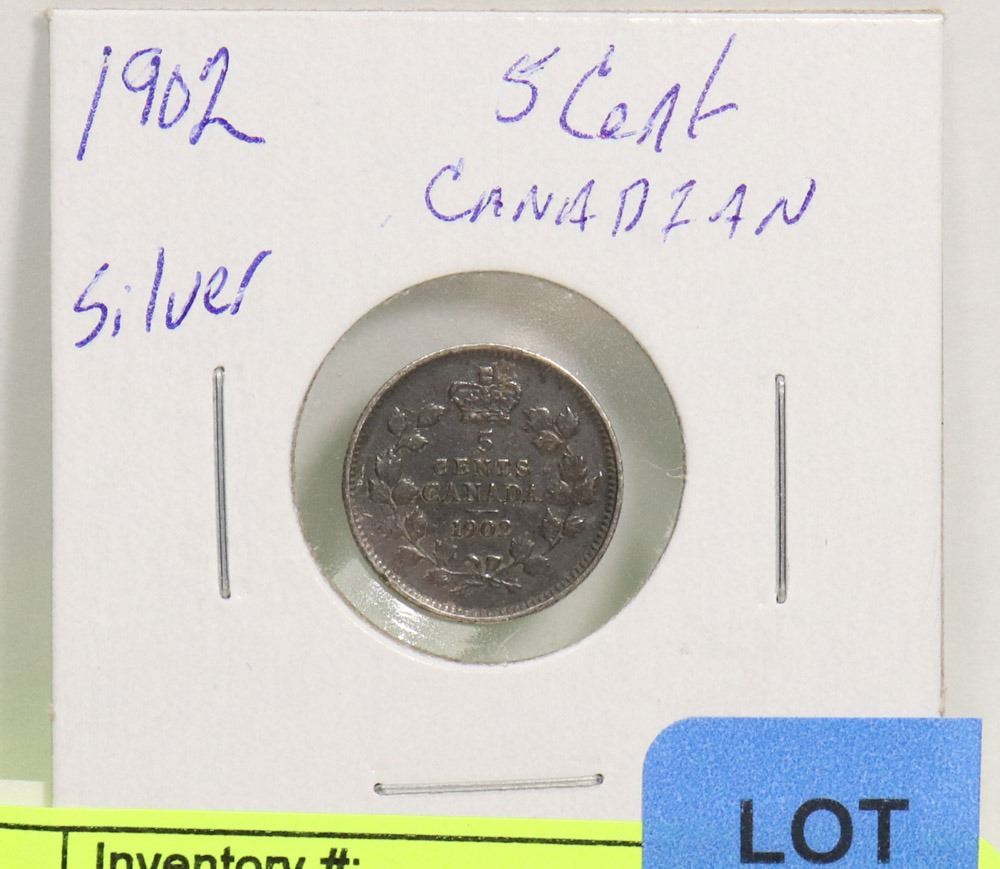 1902 5 Cent
CANADIAN
Silver
5
CENTS
CANADA
1902
LOT
Inventory #: